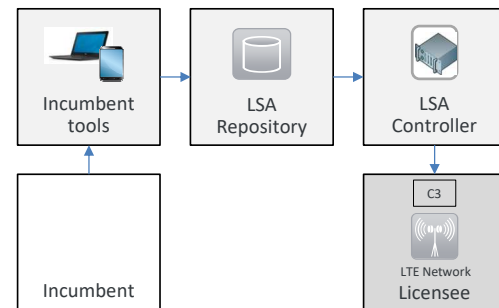 Incumbent
tools
LSA
Repository
LSA
Controller
Incumbent
C3
LTE Network
Licensee